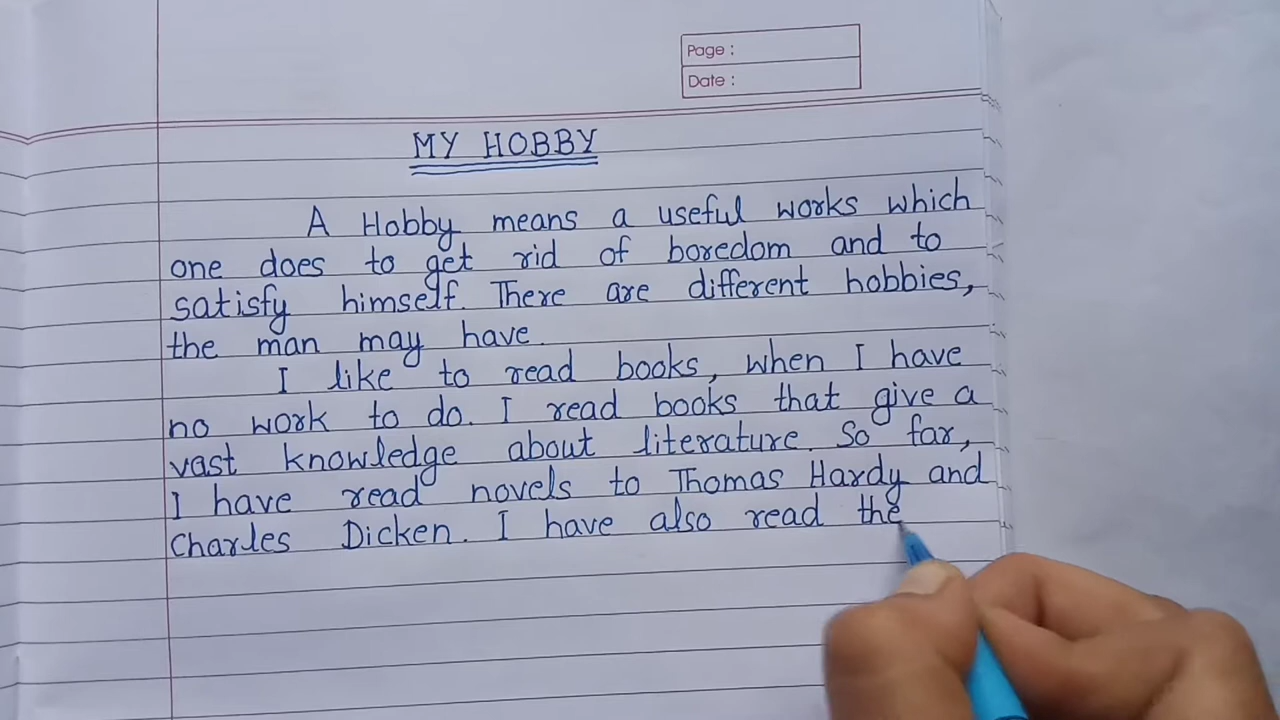 Page :
Date :
MY HOBBY
A Hobby means a useful works which
one does to get rid of boredom and to
satisfy himself. There are different hobbies,
the man may have.
I like to read books, when I have
no work to do. I read books that give a
vast knowledge about literature. So far,
I have read novels to Thomas Hardy and
Charles Dicken. I have also read the